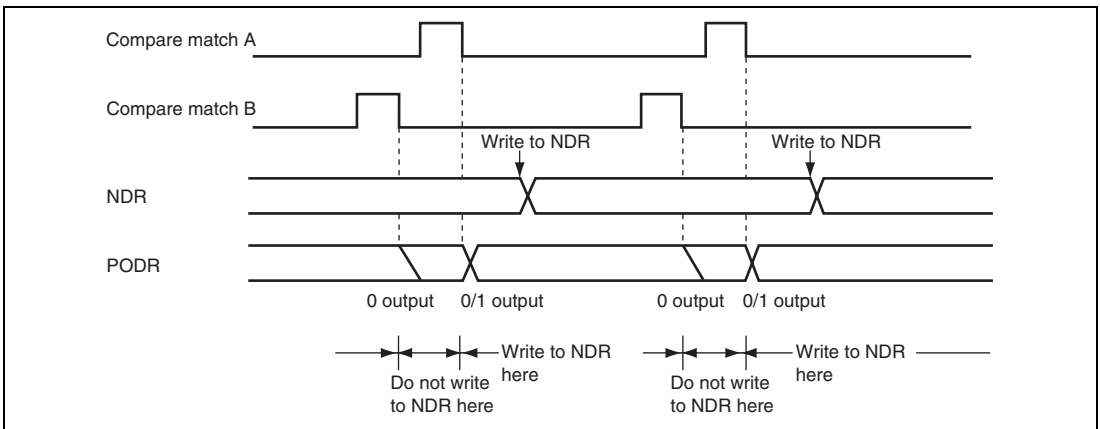 Compare match A
Compare match B
Write to NDR
Write to NDR
NDR
PODR
0 output
0/1 output
0 output
0/1 output
Write to NDR
here
Do not write
to NDR here
Write to NDR
here
Do not write
to NDR here